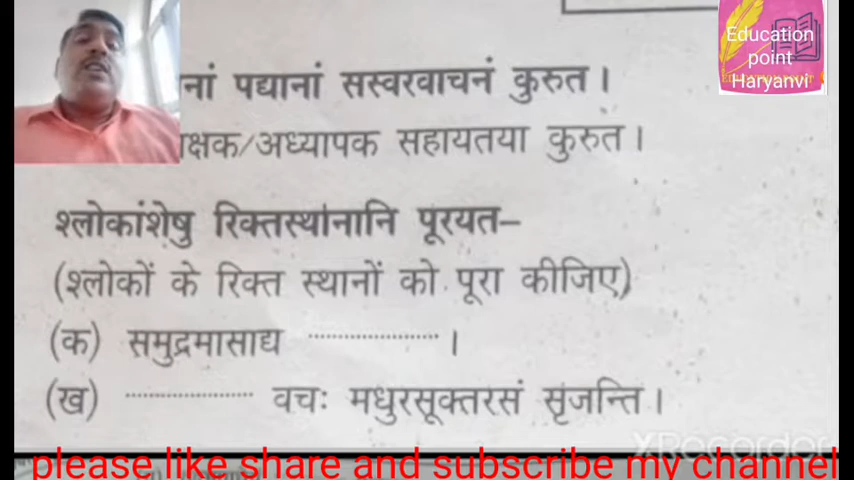 Education
point
Haryanvi
नां पद्यानां सस्वरवाचनं कुरुत।
क्षक/अध्यापक सहायतया कुरुत।
श्लोकांशेषु रिक्तस्थानानि पूरयत–
(श्लोकों के रिक्त स्थानों को पूरा कीजिए)
(क) समुद्रमासाद्य ..................... ।
(ख) ..................... वचः मधुरसूक्तरसं सृजन्ति।
XRecorder
please like share and subscribe my channel